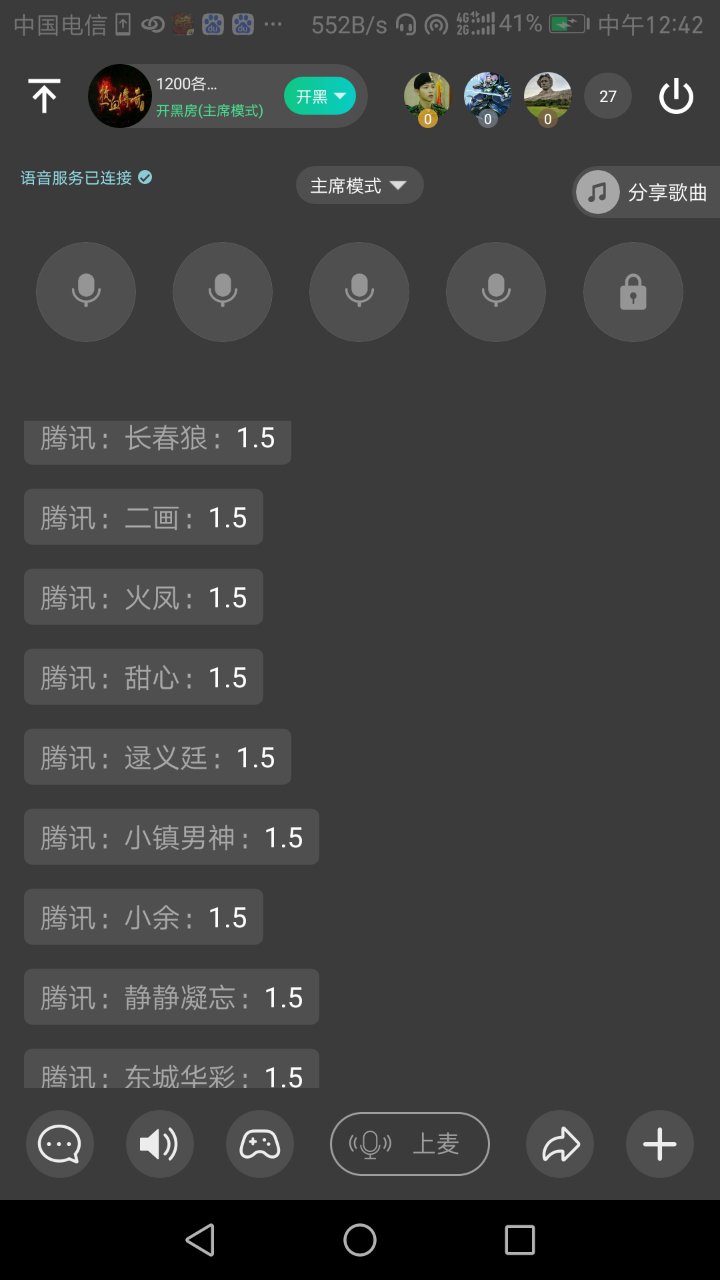 中国电信 552B/s 4G 2G 41% 中午12:42
1200各...
开黑房(主席模式)
开黑
0 0 0
27
语音服务已连接
主席模式
分享歌曲
腾讯：长春狼：1.5
腾讯：二画：1.5
腾讯：火凤：1.5
腾讯：甜心：1.5
腾讯：逯义廷：1.5
腾讯：小镇男神：1.5
腾讯：小余：1.5
腾讯：静静凝忘：1.5
腾讯：东城华彩：1.5
上麦